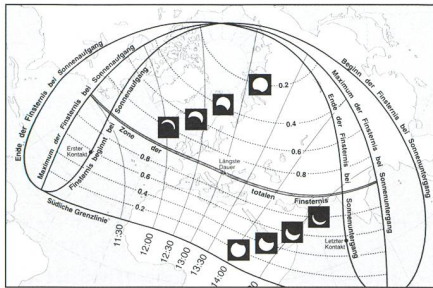 Ende der Finsternis bei Sonnenaufgang
Maximum der Finsternis bei Sonnenaufgang
Finsternis beginnt bei Sonnenaufgang
Beginn der Finsternis bei Sonnenuntergang
Maximum der Finsternis bei Sonnenuntergang
Ende der Finsternis bei Sonnenuntergang
0.2
0.4
0.6
0.8
Erster
Kontakt
Zone der totalen Finsternis
Längste
Dauer
0.8
0.6
0.4
0.2
Letzter
Kontakt
Südliche Grenzlinie
11:30
12:00
12:30
13:00
13:30
14:00